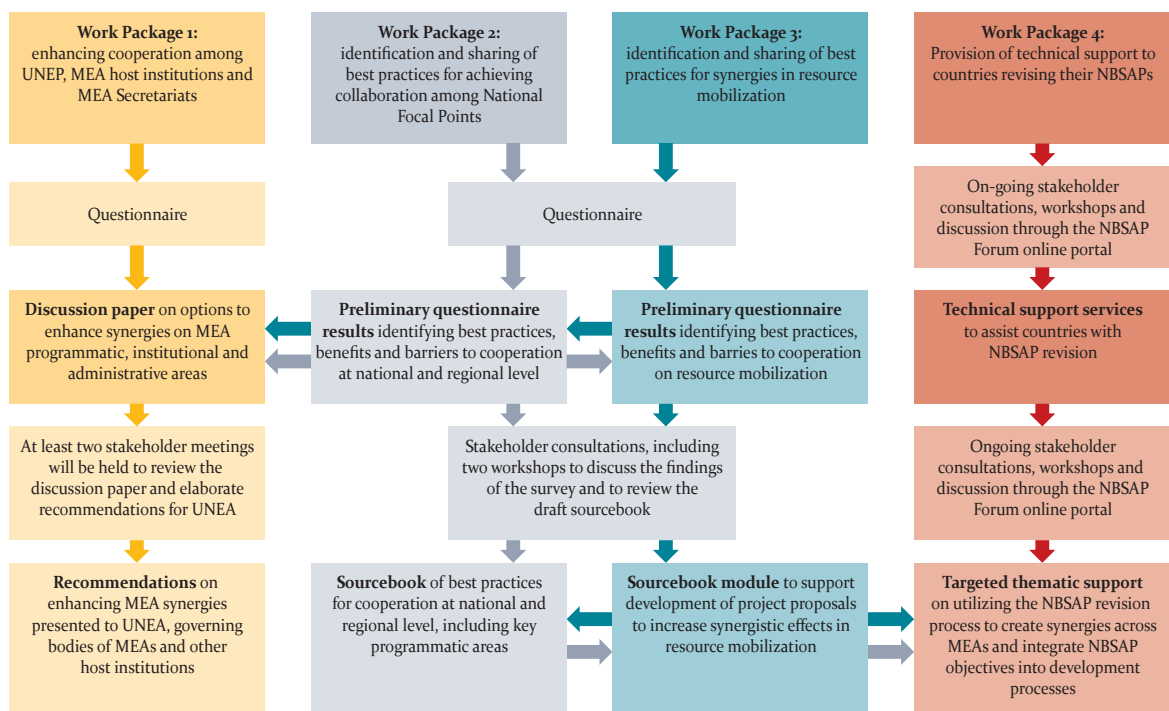 Work Package 1:
enhancing cooperation among
UNEP, MEA host institutions and
MEA Secretariats
Work Package 2:
identification and sharing of
best practices for achieving
collaboration among National
Focal Points
Work Package 3:
identification and sharing of best
practices for synergies in resource
mobilization
Work Package 4:
Provision of technical support to
countries revising their NBSAPs
Questionnaire
Questionnaire
On-going stakeholder
consultations, workshops and
discussion through the NBSAP
Forum online portal
Discussion paper on options to
enhance synergies on MEA
programmatic, institutional and
administrative areas
Preliminary questionnaire
results identifying best practices,
benefits and barriers to cooperation
at national and regional level
Preliminary questionnaire
results identifying best practices,
benefits and barries to cooperation
on resource mobilization
Technical support services
to assist countries with
NBSAP revision
At least two stakeholder meetings
will be held to review the
discussion paper and elaborate
recommendations for UNEA
Stakeholder consultations, including
two workshops to discuss the findings
of the survey and to review the
draft sourcebook
Ongoing stakeholder
consultations, workshops and
discussion through the NBSAP
Forum online portal
Recommendations on
enhancing MEA synergies
presented to UNEA, governing
bodies of MEAs and other
host institutions
Sourcebook of best practices
for cooperation at national and
regional level, including key
programmatic areas
Sourcebook module to support
development of project proposals
to increase synergistic effects in
resource mobilization
Targeted thematic support
on utilizing the NBSAP revision
process to create synergies across
MEAs and integrate NBSAP
objectives into development
processes